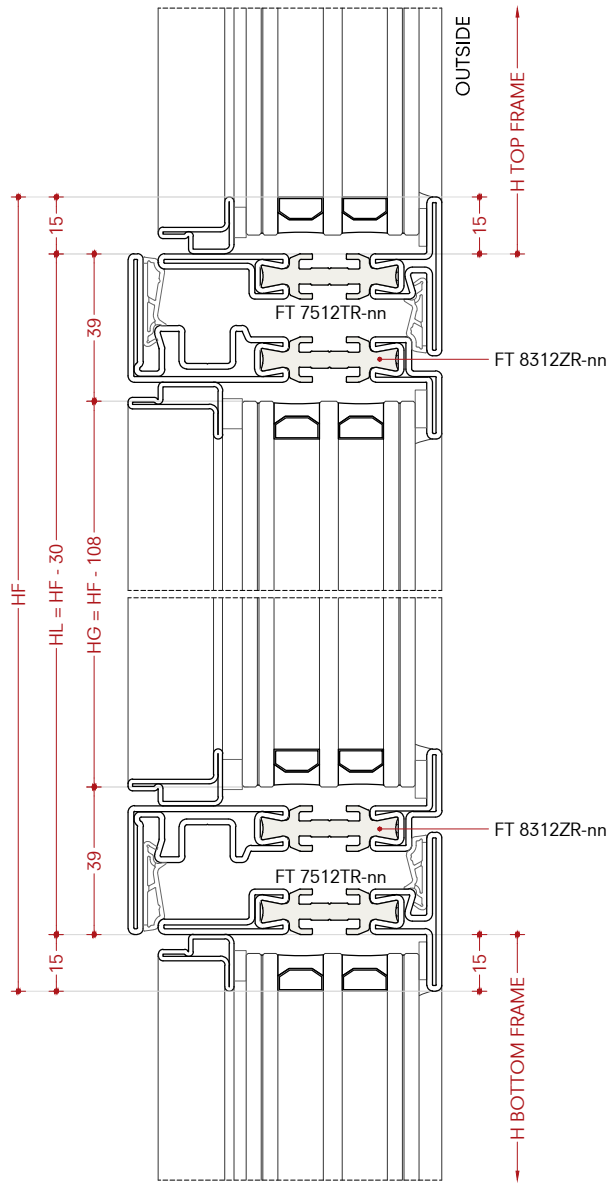 OUTSIDE
H TOP FRAME
15
15
39
FT 7512TR-nn
FT 8312ZR-nn
HF
HL = HF - 30
HG = HF - 108
39
FT 8312ZR-nn
FT 7512TR-nn
15
15
H BOTTOM FRAME